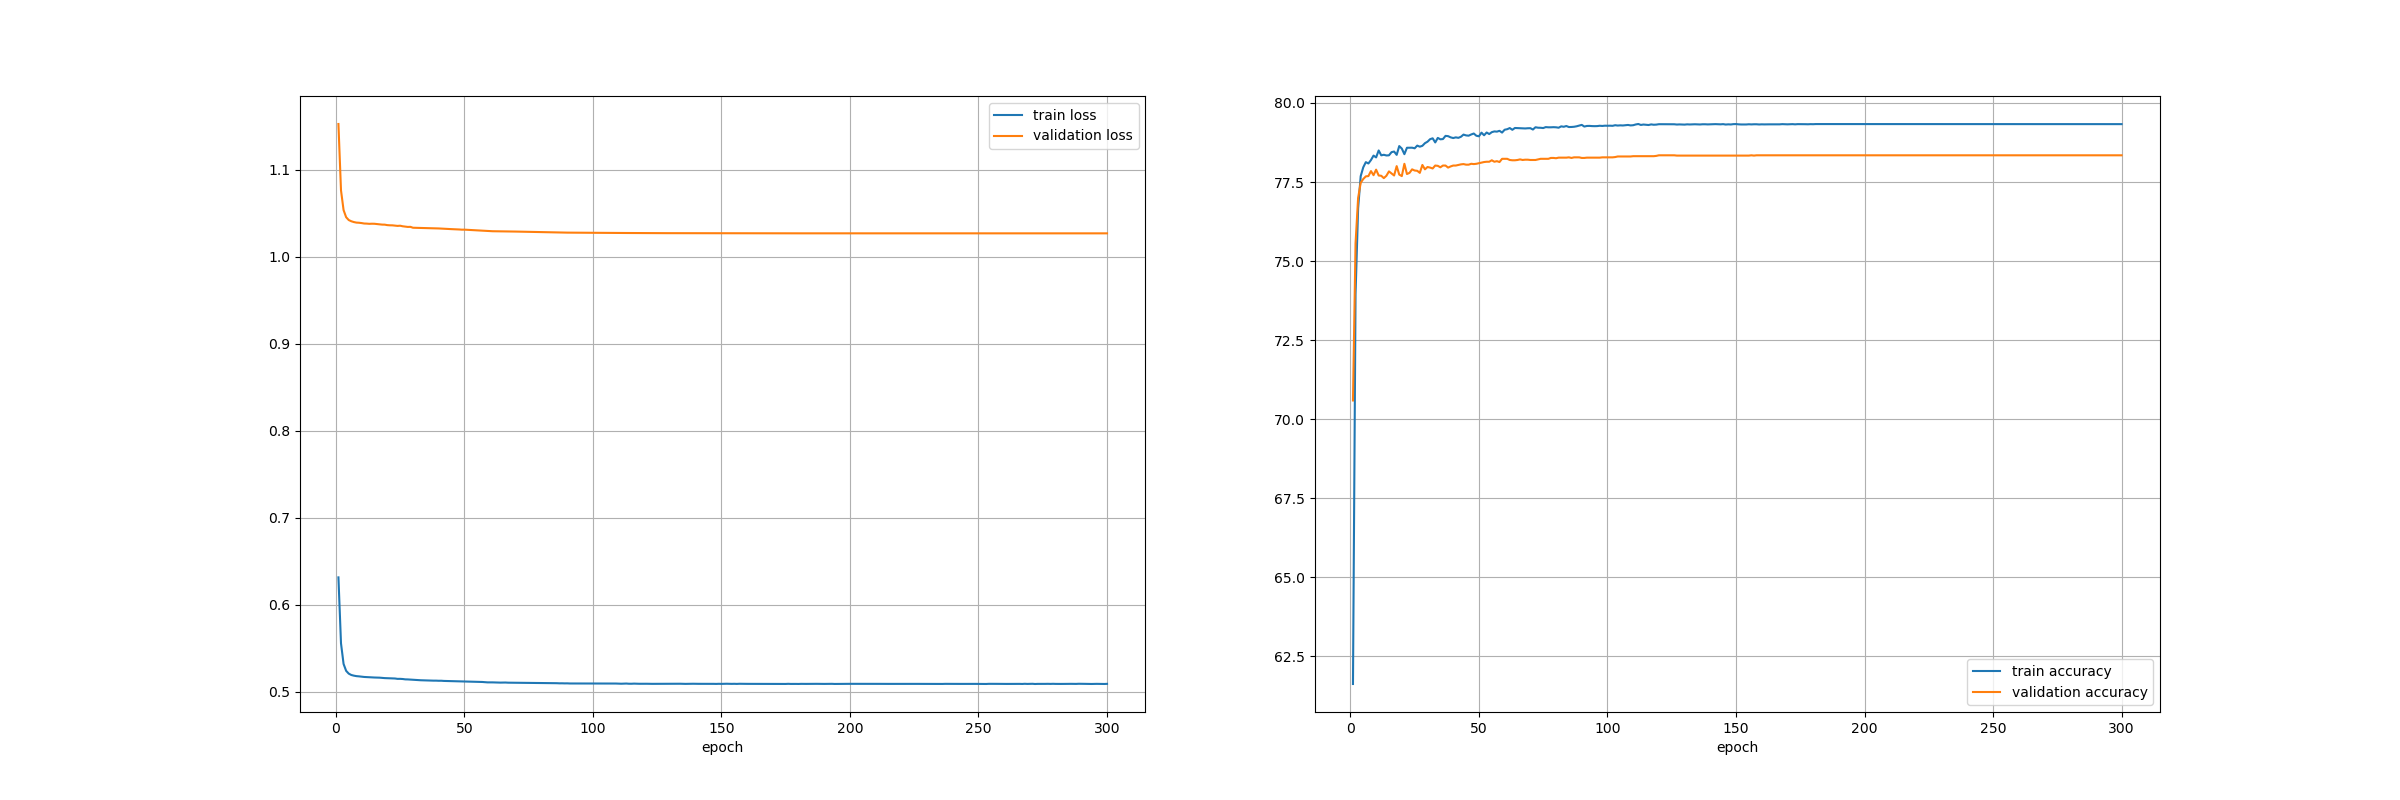 train loss
validation loss
1.1
1.0
0.9
0.8
0.7
0.6
0.5
0 50 100 150 200 250 300
epoch
80.0
77.5
75.0
72.5
70.0
67.5
65.0
62.5
train accuracy
validation accuracy
0 50 100 150 200 250 300
epoch